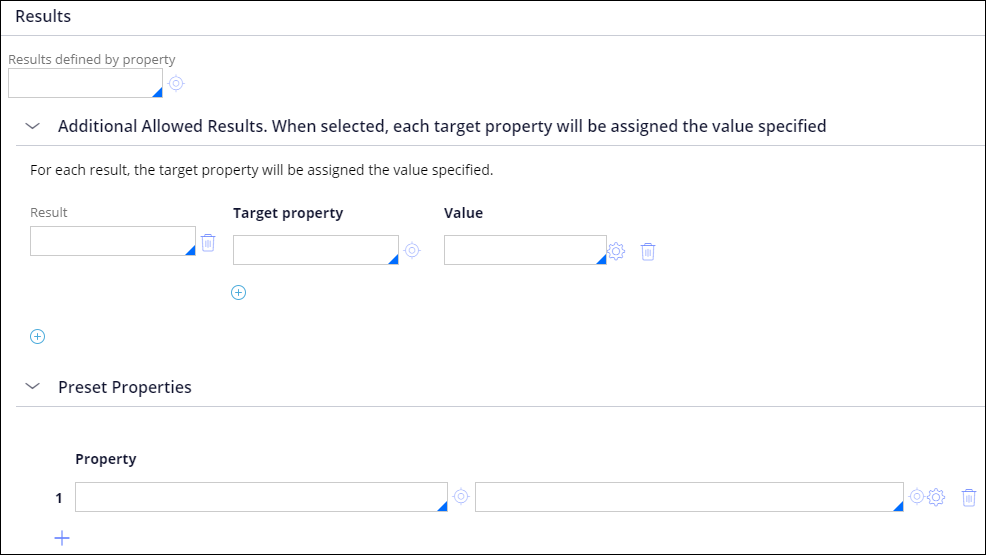 Results
Results defined by property
Additional Allowed Results. When selected, each target property will be assigned the value specified
For each result, the target property will be assigned the value specified.
Result Target property Value
Preset Properties
Property
1